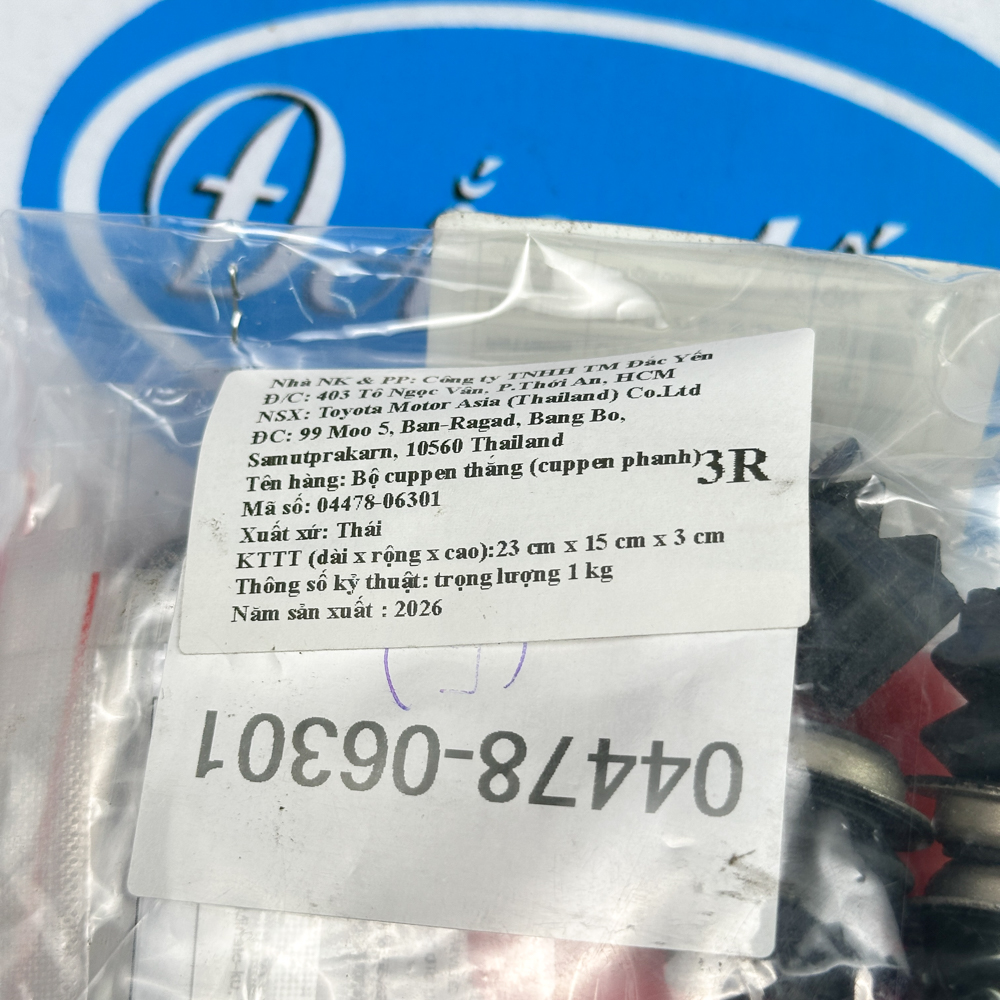 Nhà NK & PP: Công ty TNHH TM Đắc Yến
Đ/C: 403 Tô Ngọc Vân, P.Thới An, HCM
NSX: Toyota Motor Asia (Thailand) Co.Ltd
ĐC: 99 Moo 5, Ban-Ragad, Bang Bo,
Samutprakarn, 10560 Thailand
Tên hàng: Bộ cuppen thắng (cuppen phanh)
3R
Mã số: 04478-06301
Xuất xứ: Thái
KTTT (dài x rộng x cao):23 cm x 15 cm x 3 cm
Thông số kỹ thuật: trọng lượng 1 kg
Năm sản xuất : 2026
04478-06301